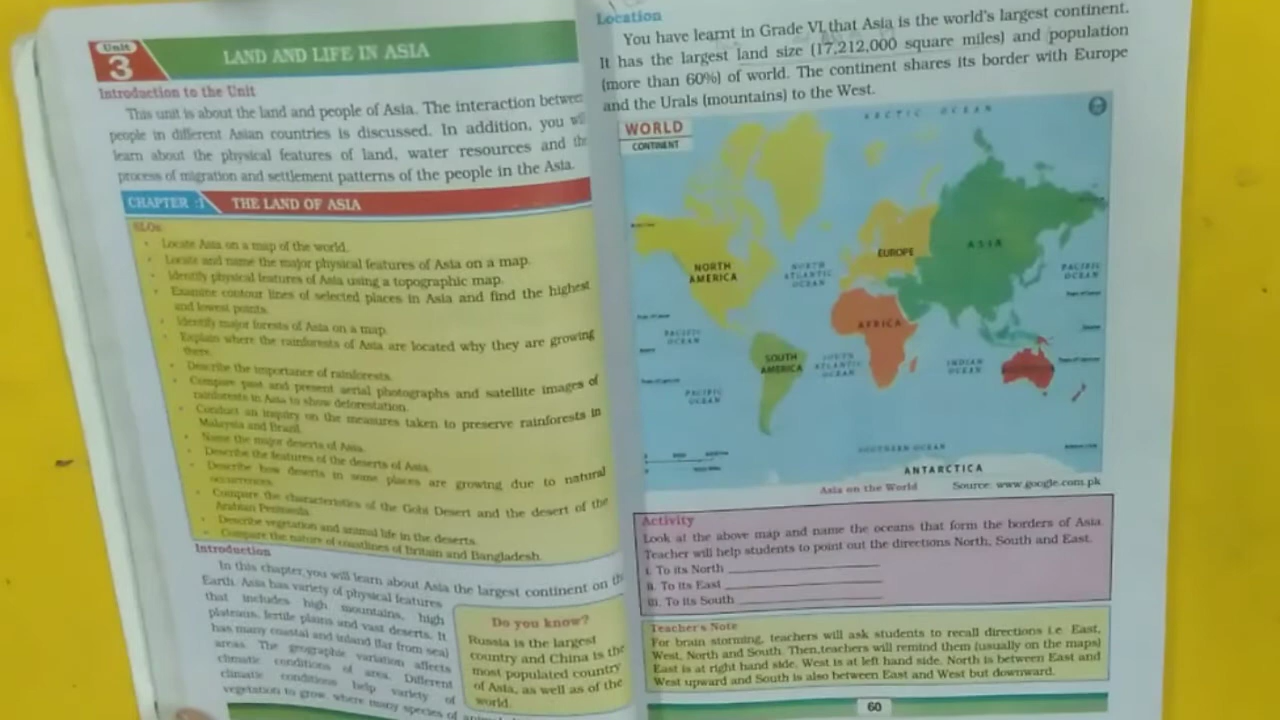 Unit
3
LAND AND LIFE IN ASIA
Introduction to the Unit
This unit is about the land and people of Asia. The interaction between
people in different Asian countries is discussed. In addition, you will
learn about the physical features of land, water resources and the
process of migration and settlement patterns of the people in the Asia.
CHAPTER :1 THE LAND OF ASIA
SLOs
• Locate Asia on a map of the world.
• Locate and name the major physical features of Asia on a map.
• Identify physical features of Asia using a topographic map.
• Examine contour lines of selected places in Asia and find the highest
and lowest points.
• Identify major forests of Asia on a map.
• Explain where the rainforests of Asia are located why they are growing
there.
• Describe the importance of rainforests.
• Compare past and present aerial photographs and satellite images of
rainforests in Asia to show deforestation.
• Conduct an inquiry on the measures taken to preserve rainforests in
Malaysia and Brazil.
• Name the major deserts of Asia.
• Describe the features of the deserts of Asia.
• Describe how deserts in some places are growing due to natural
occurrences.
• Compare the characteristics of the Gobi Desert and the desert of the
Arabian Peninsula.
• Describe vegetation and animal life in the deserts.
• Compare the nature of coastlines of Britain and Bangladesh.
Introduction
In this chapter, you will learn about Asia the largest continent on the
Earth. Asia has variety of physical features
that includes high mountains, high
plateaus, fertile plains and vast deserts. It
has many coastal and inland (far from sea)
areas. The geographic variation affects
climatic conditions of area. Different
climatic conditions help variety of
vegetation to grow, where many species of
Do you know?
Russia is the largest
country and China is the
most populated country
of Asia, as well as of the
world.
Location
You have learnt in Grade VI, that Asia is the world's largest continent.
It has the largest land size (17,212,000 square miles) and population
(more than 60%) of world. The continent shares its border with Europe
and the Urals (mountains) to the West.
WORLD
CONTINENT
ARCTIC OCEAN
NORTH
AMERICA
NORTH
ATLANTIC
OCEAN
EUROPE
ASIA
PACIFIC
OCEAN
AFRICA
PACIFIC
OCEAN
SOUTH
AMERICA
SOUTH
ATLANTIC
OCEAN
INDIAN
OCEAN
PACIFIC
OCEAN
SOUTHERN OCEAN
ANTARCTICA
Asia on the World Source: www.google.com.pk
Activity
Look at the above map and name the oceans that form the borders of Asia.
Teacher will help students to point out the directions North, South and East.
i. To its North
ii. To its East
iii. To its South
Teacher's Note
For brain storming, teachers will ask students to recall directions i.e East,
West, North and South. Then,teachers will remind them (usually on the maps)
East is at right hand side. West is at left hand side. North is between East and
West upward and South is also between East and West but downward.
60